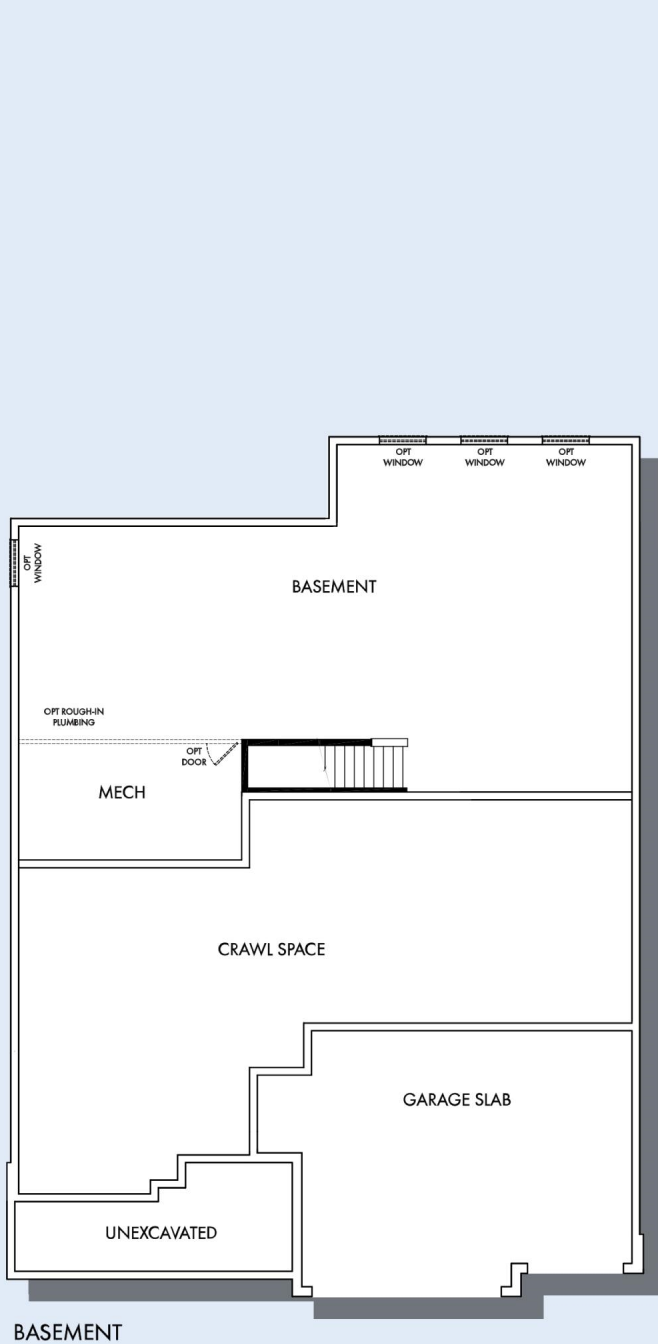 OPT
WINDOW
OPT
WINDOW
OPT
WINDOW
OPT
WINDOW
BASEMENT
OPT ROUGH-IN
PLUMBING
OPT
DOOR
MECH
CRAWL SPACE
GARAGE SLAB
UNEXCAVATED
BASEMENT